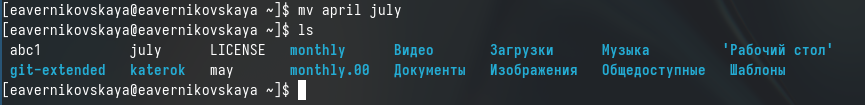 [eavernikovskaya@eavernikovskaya ~]$ mv april july
[eavernikovskaya@eavernikovskaya ~]$ ls
abc1 july LICENSE monthly Видео Загрузки Музыка 'Рабочий стол'
git-extended katerok may monthly.00 Документы Изображения Общедоступные Шаблоны
[eavernikovskaya@eavernikovskaya ~]$